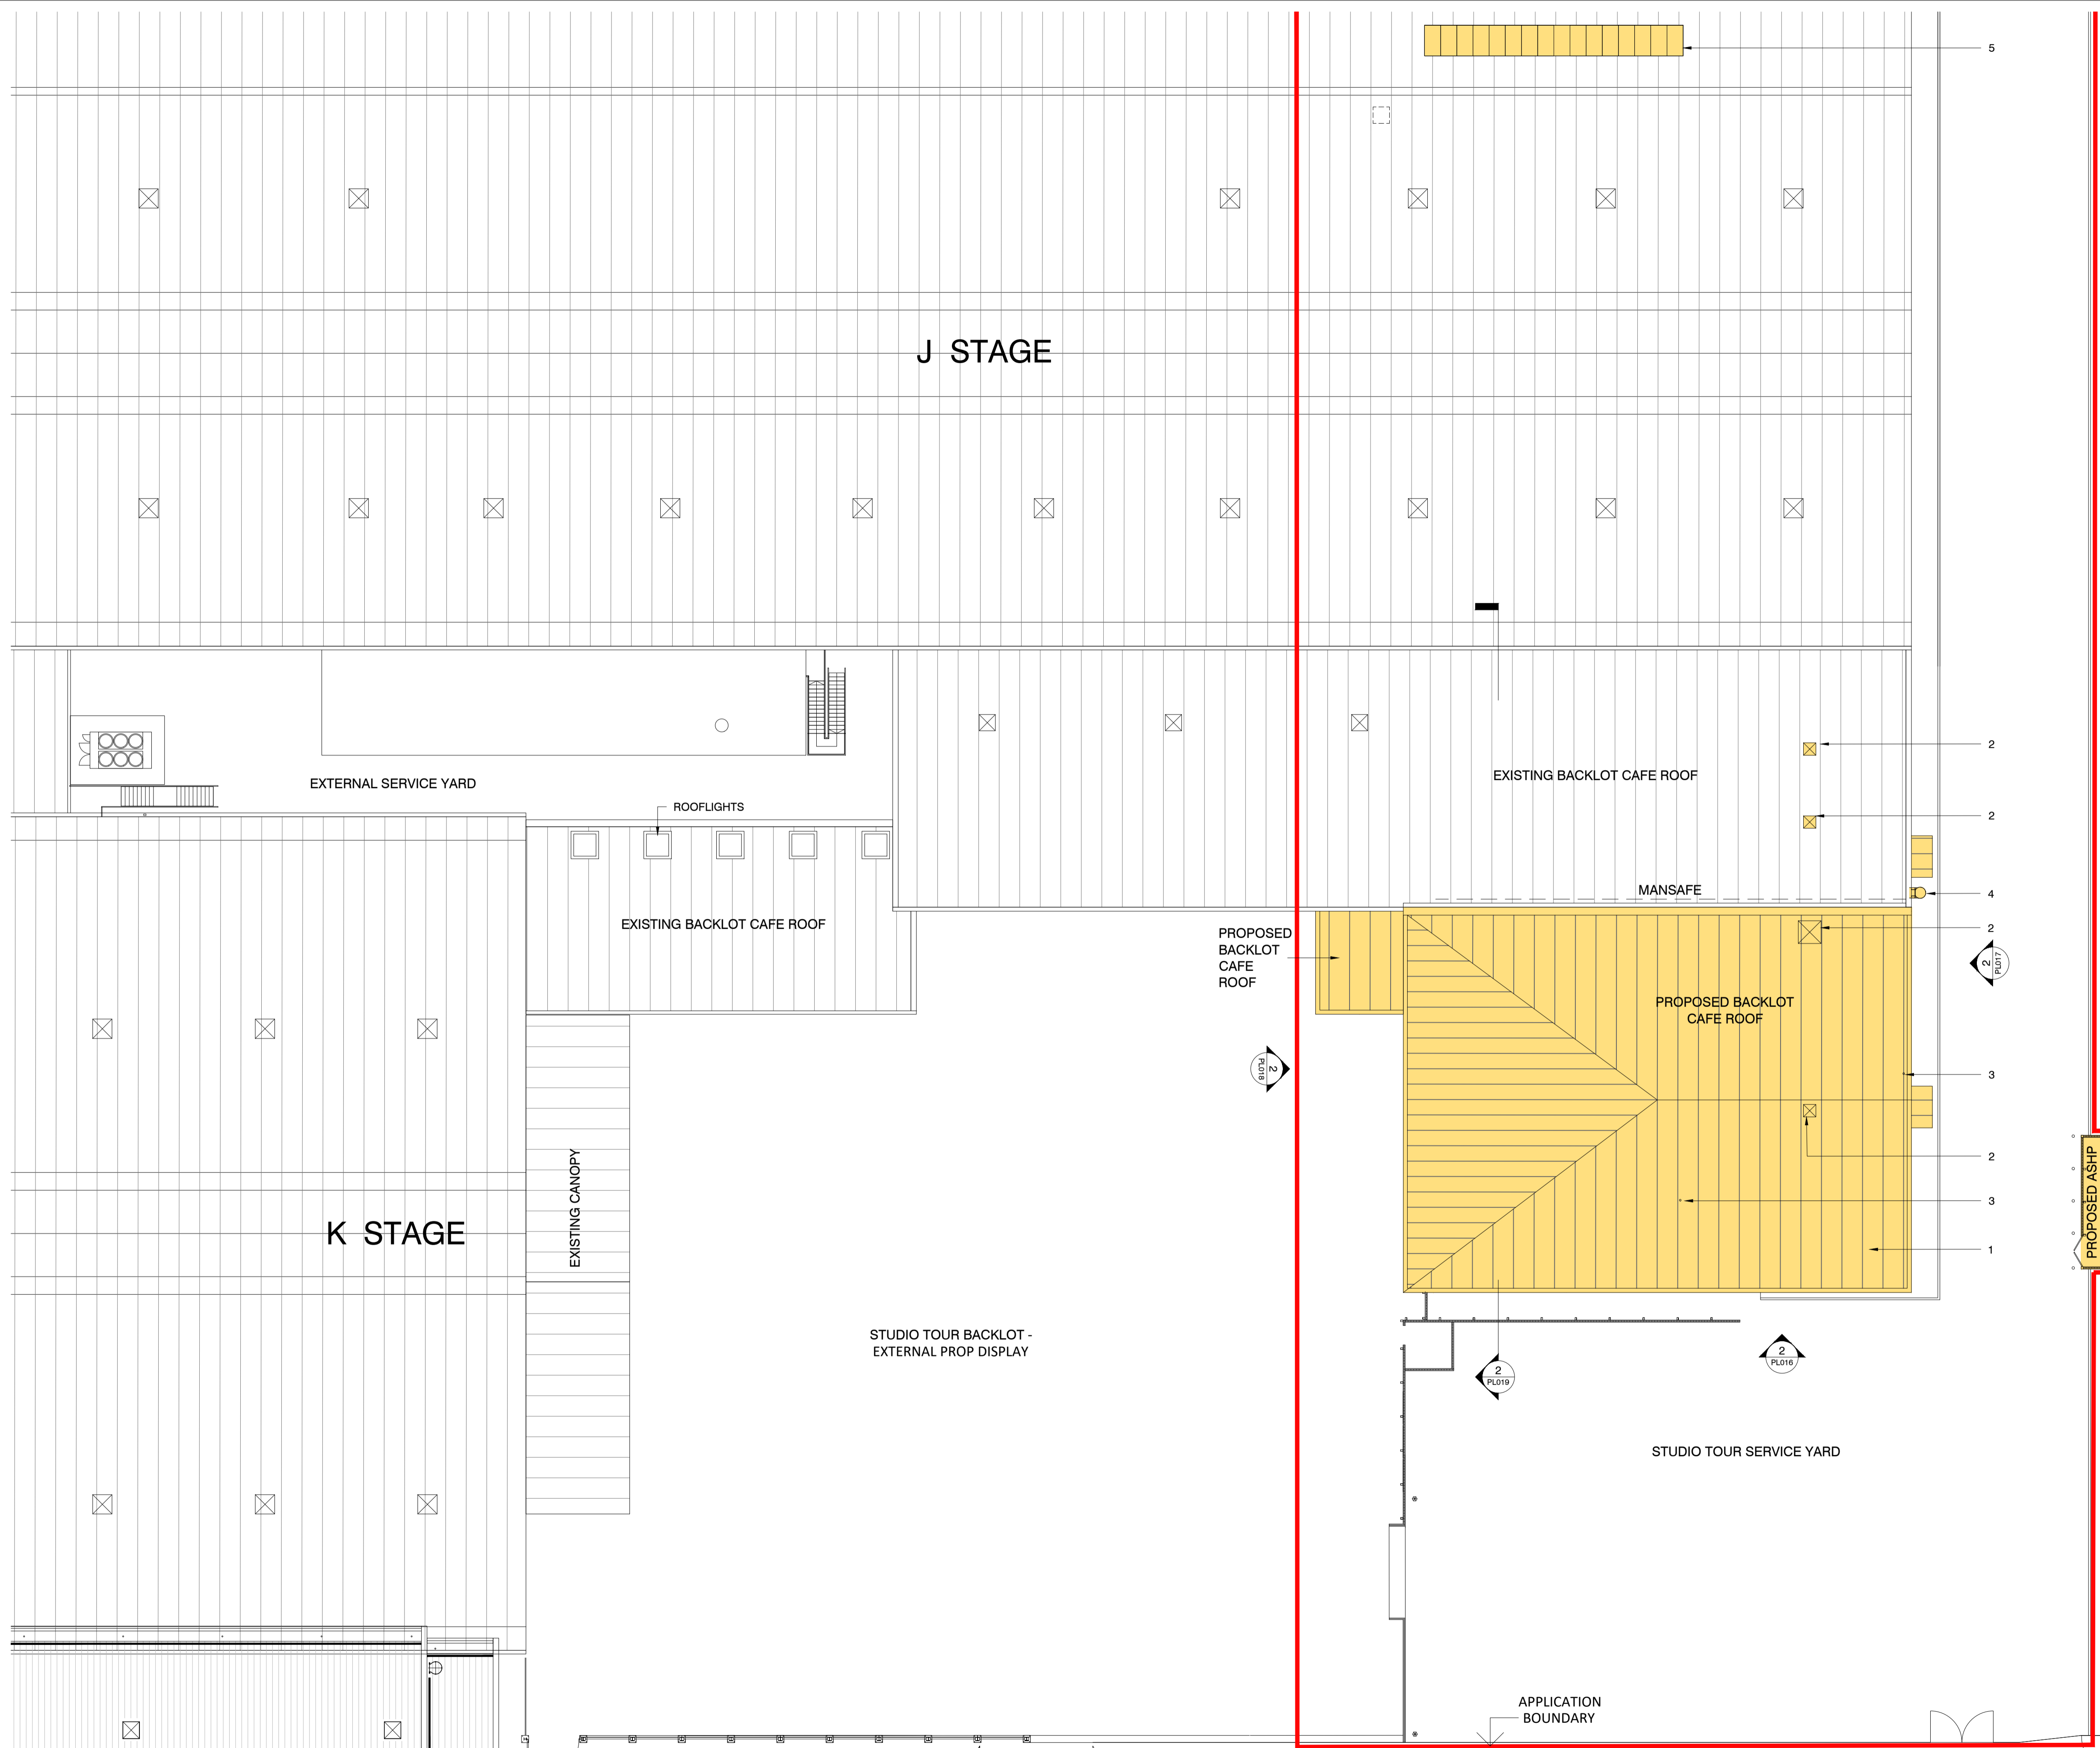 5
J STAGE
2
EXTERNAL SERVICE YARD
EXISTING BACKLOT CAFE ROOF
ROOFLIGHTS
2
MANSAFE
4
EXISTING BACKLOT CAFE ROOF
2
PROPOSED
BACKLOT
CAFE
ROOF
2
PL017
PROPOSED BACKLOT
CAFE ROOF
2
PL018
3
2
EXISTING CANOPY
3
PROPOSED ASHP
K STAGE
1
STUDIO TOUR BACKLOT -
EXTERNAL PROP DISPLAY
2
PL016
2
PL019
STUDIO TOUR SERVICE YARD
APPLICATION
BOUNDARY